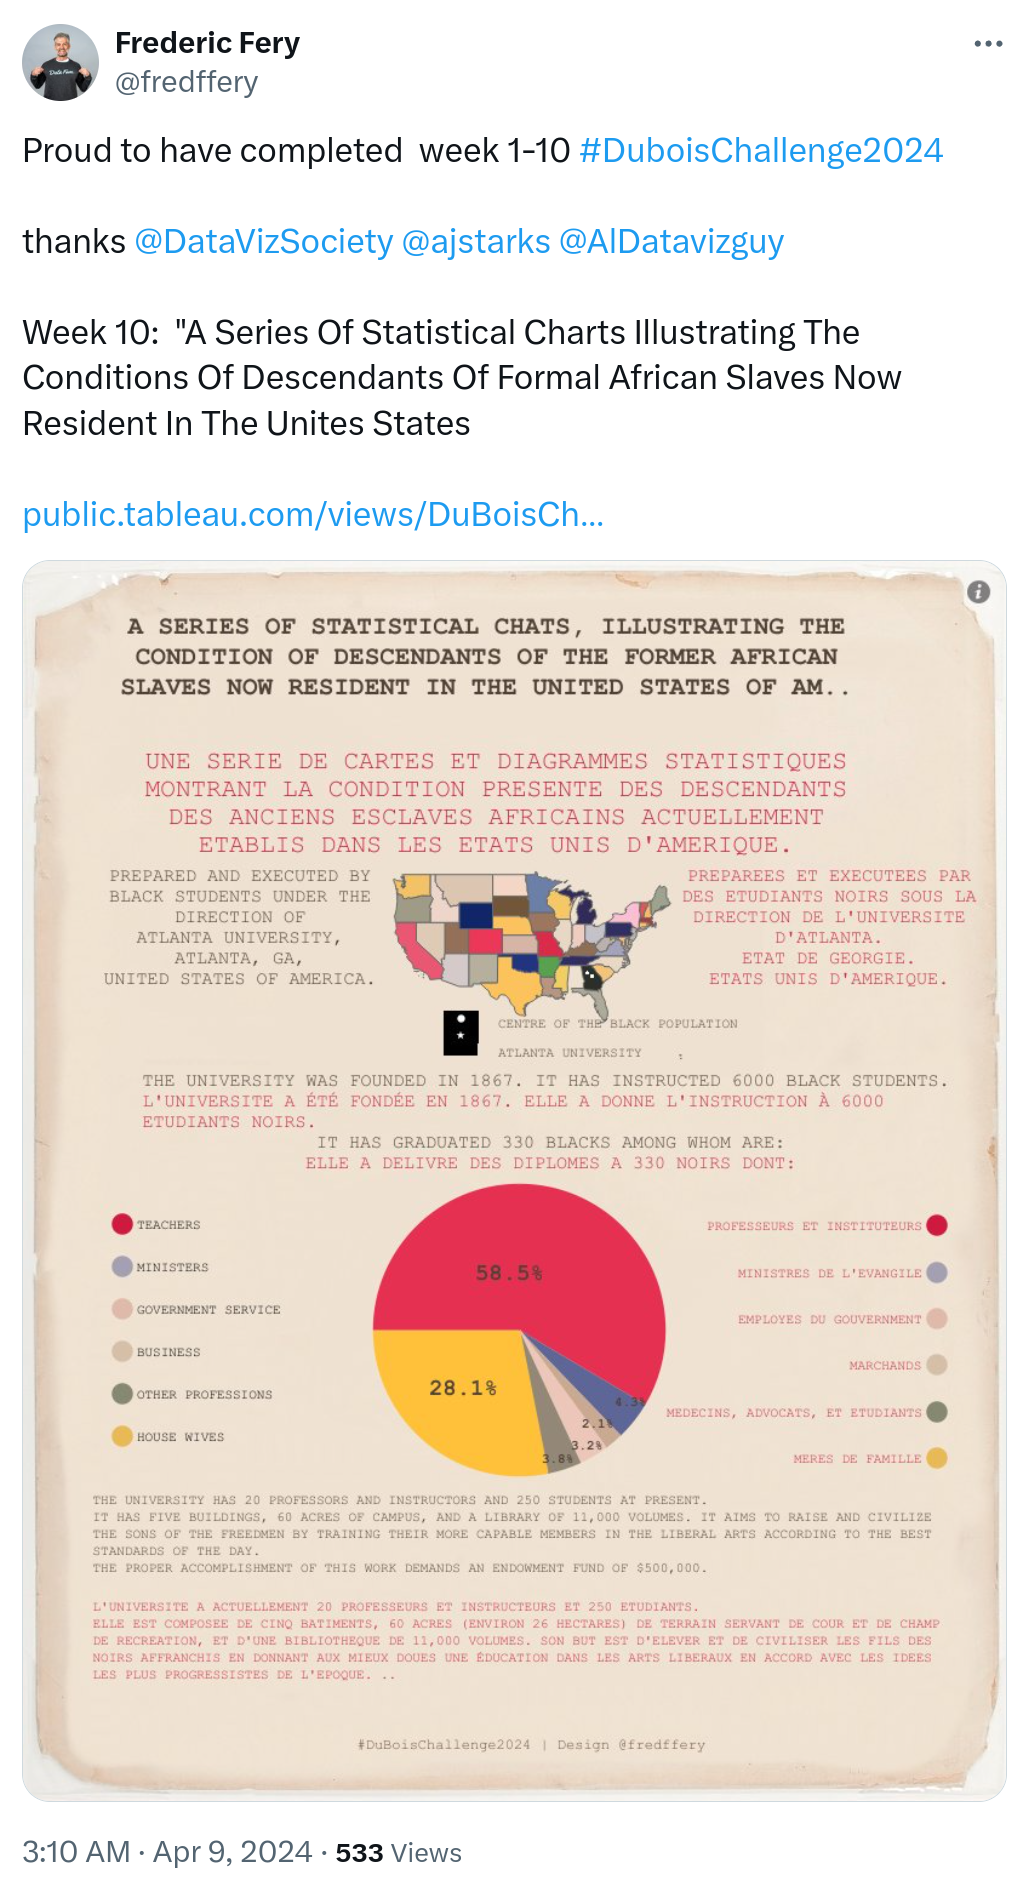 Frederic Fery
@fredffery
Proud to have completed  week 1-10 #DuboisChallenge2024
thanks @DataVizSociety @ajstarks @AlDatavizguy
Week 10:  "A Series Of Statistical Charts Illustrating The
Conditions Of Descendants Of Formal African Slaves Now
Resident In The Unites States
public.tableau.com/views/DuBoisCh…
A SERIES OF STATISTICAL CHATS, ILLUSTRATING THE
CONDITION OF DESCENDANTS OF THE FORMER AFRICAN
SLAVES NOW RESIDENT IN THE UNITED STATES OF AM..
UNE SERIE DE CARTES ET DIAGRAMMES STATISTIQUES
MONTRANT LA CONDITION PRESENTE DES DESCENDANTS
DES ANCIENS ESCLAVES AFRICAINS ACTUELLEMENT
ETABLIS DANS LES ETATS UNIS D'AMERIQUE.
PREPARED AND EXECUTED BY
BLACK STUDENTS UNDER THE
DIRECTION OF
ATLANTA UNIVERSITY,
ATLANTA, GA,
UNITED STATES OF AMERICA.
PREPAREES ET EXECUTEES PAR
DES ETUDIANTS NOIRS SOUS LA
DIRECTION DE L'UNIVERSITE
D'ATLANTA.
ETAT DE GEORGIE.
ETATS UNIS D'AMERIQUE.
CENTRE OF THE BLACK POPULATION
ATLANTA UNIVERSITY
THE UNIVERSITY WAS FOUNDED IN 1867. IT HAS INSTRUCTED 6000 BLACK STUDENTS.
L'UNIVERSITE A ÉTÉ FONDÉE EN 1867. ELLE A DONNE L'INSTRUCTION À 6000
ETUDIANTS NOIRS.
IT HAS GRADUATED 330 BLACKS AMONG WHOM ARE:
ELLE A DELIVRE DES DIPLOMES A 330 NOIRS DONT:
TEACHERS
MINISTERS
GOVERNMENT SERVICE
BUSINESS
OTHER PROFESSIONS
HOUSE WIVES
58.5%
28.1%
4.3%
2.1%
3.2%
3.8%
PROFESSEURS ET INSTITUTEURS
MINISTRES DE L'EVANGILE
EMPLOYES DU GOUVERNMENT
MARCHANDS
MEDECINS, ADVOCATS, ET ETUDIANTS
MERES DE FAMILLE
THE UNIVERSITY HAS 20 PROFESSORS AND INSTRUCTORS AND 250 STUDENTS AT PRESENT.
IT HAS FIVE BUILDINGS, 60 ACRES OF CAMPUS, AND A LIBRARY OF 11,000 VOLUMES. IT AIMS TO RAISE AND CIVILIZE
THE SONS OF THE FREEDMEN BY TRAINING THEIR MORE CAPABLE MEMBERS IN THE LIBERAL ARTS ACCORDING TO THE BEST
STANDARDS OF THE DAY.
THE PROPER ACCOMPLISHMENT OF THIS WORK DEMANDS AN ENDOWMENT FUND OF $500,000.
L'UNIVERSITE A ACTUELLEMENT 20 PROFESSEURS ET INSTRUCTEURS ET 250 ETUDIANTS.
ELLE EST COMPOSEE DE CINQ BATIMENTS, 60 ACRES (ENVIRON 26 HECTARES) DE TERRAIN SERVANT DE COUR ET DE CHAMP
DE RECREATION, ET D'UNE BIBLIOTHEQUE DE 11,000 VOLUMES. SON BUT EST D'ELEVER ET DE CIVILISER LES FILS DES
NOIRS AFFRANCHIS EN DONNANT AUX MIEUX DOUES UNE ÉDUCATION DANS LES ARTS LIBERAUX EN ACCORD AVEC LES IDEES
LES PLUS PROGRESSISTES DE L'EPOQUE. ..
#DuBoisChallenge2024 | Design @fredffery
3:10 AM · Apr 9, 2024 · 533 Views